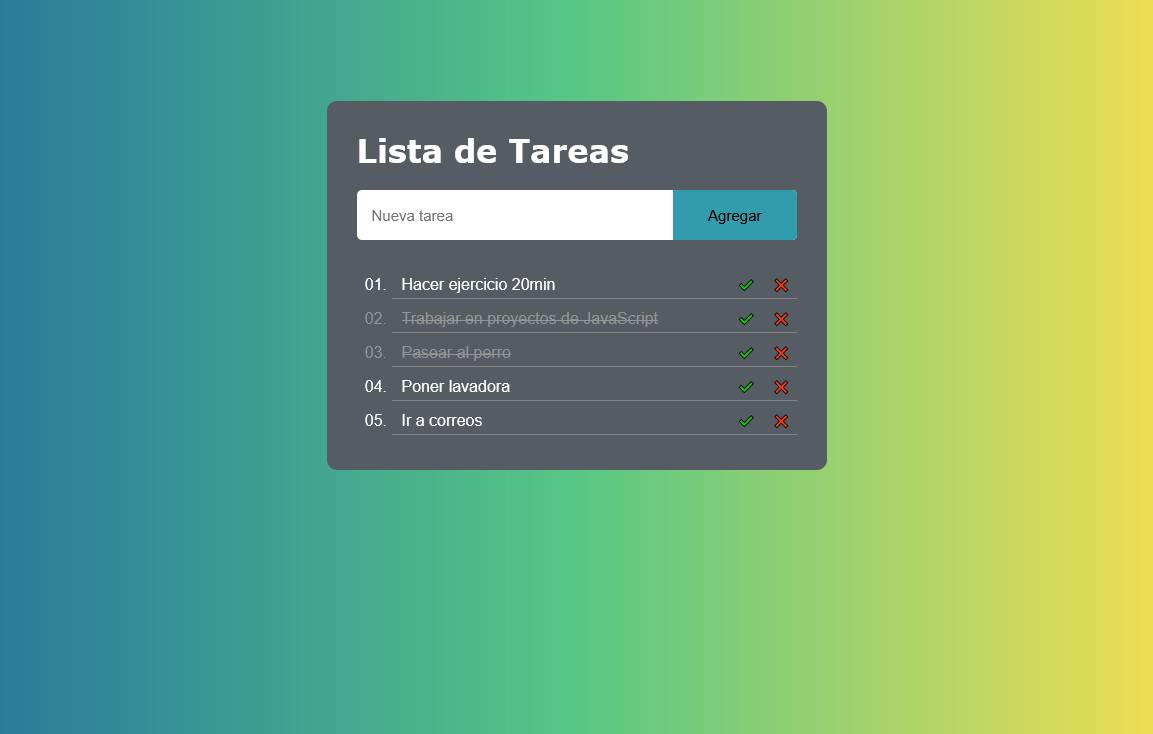 Lista de Tareas
Nueva tarea Agregar
01. Hacer ejercicio 20min
02. Trabajar en proyectos de JavaScript
03. Pasear al perro
04. Poner lavadora
05. Ir a correos